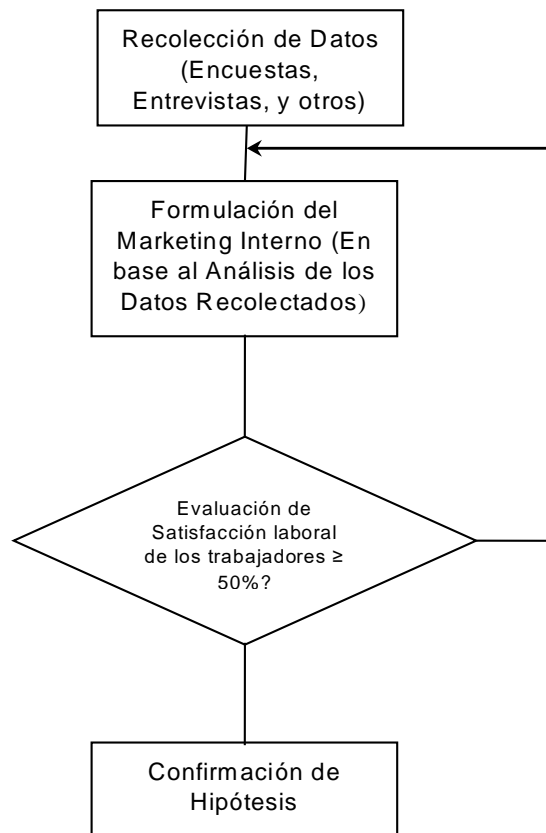 Recolección de Datos
(Encuestas,
Entrevistas, y otros)
Formulación del
Marketing Interno (En
base al Análisis de los
Datos Recolectados)
Evaluación de
Satisfacción laboral
de los trabajadores ≥
50%?
Confirmación de
Hipótesis